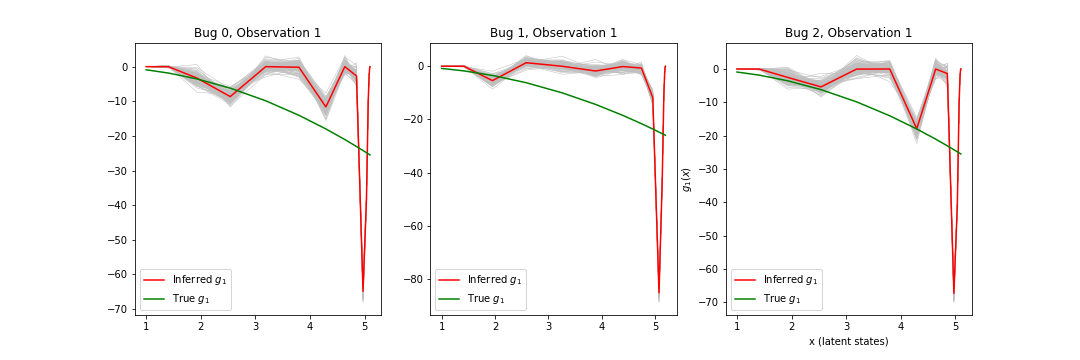 Bug 0, Observation 1
0
−10
−20
−30
−40
−50
−60
−70
1 2 3 4 5
Inferred g₁
True g₁
Bug 1, Observation 1
0
−20
−40
−60
−80
1 2 3 4 5
Inferred g₁
True g₁
Bug 2, Observation 1
g₁(x)
0
−10
−20
−30
−40
−50
−60
−70
1 2 3 4 5
x (latent states)
Inferred g₁
True g₁